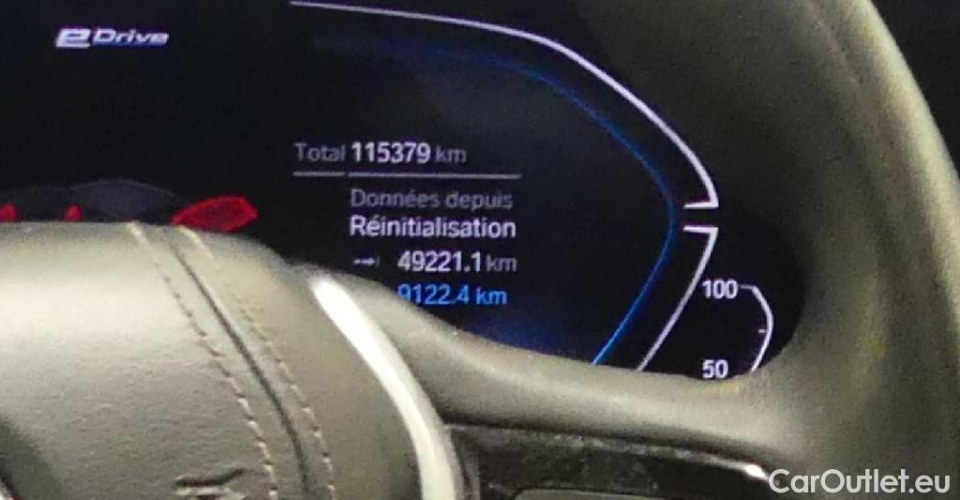 eDrive
Total 115379 km
Données depuis
Réinitialisation
49221.1 km
9122.4 km
100
50
CarOutlet.eu